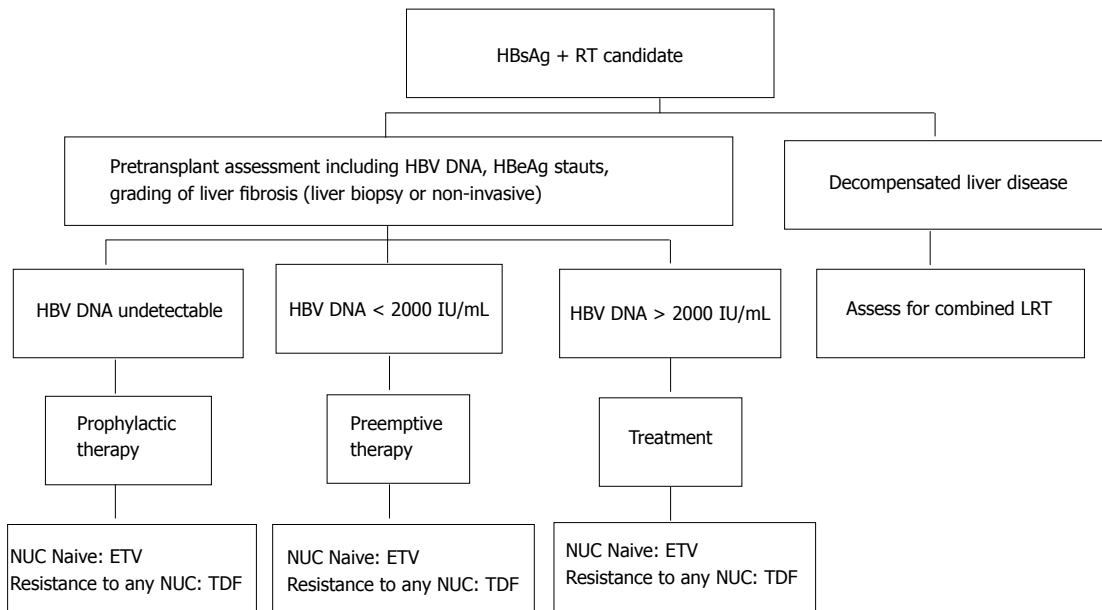 HBsAg + RT candidate
Pretransplant assessment including HBV DNA, HBeAg stauts,
grading of liver fibrosis (liver biopsy or non-invasive)
Decompensated liver disease
HBV DNA undetectable
HBV DNA < 2000 IU/mL
HBV DNA > 2000 IU/mL
Assess for combined LRT
Prophylactic
therapy
Preemptive
therapy
Treatment
NUC Naive: ETV
Resistance to any NUC: TDF
NUC Naive: ETV
Resistance to any NUC: TDF
NUC Naive: ETV
Resistance to any NUC: TDF